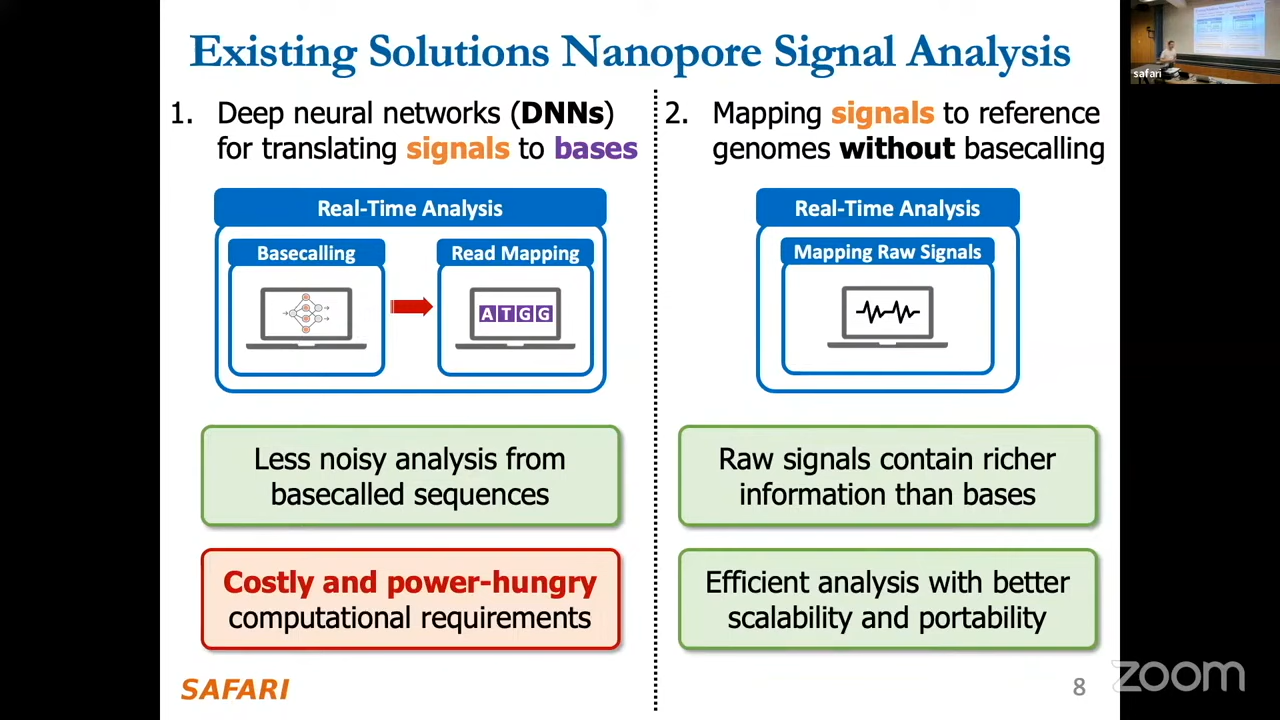 Existing Solutions Nanopore Signal Analysis
1. Deep neural networks (DNNs)
for translating signals to bases
Real-Time Analysis
Basecalling
Read Mapping
ATGG
Less noisy analysis from
basecalled sequences
Costly and power-hungry
computational requirements
2. Mapping signals to reference
genomes without basecalling
Real-Time Analysis
Mapping Raw Signals
Raw signals contain richer
information than bases
Efficient analysis with better
scalability and portability
SAFARI
8
zoom
safari